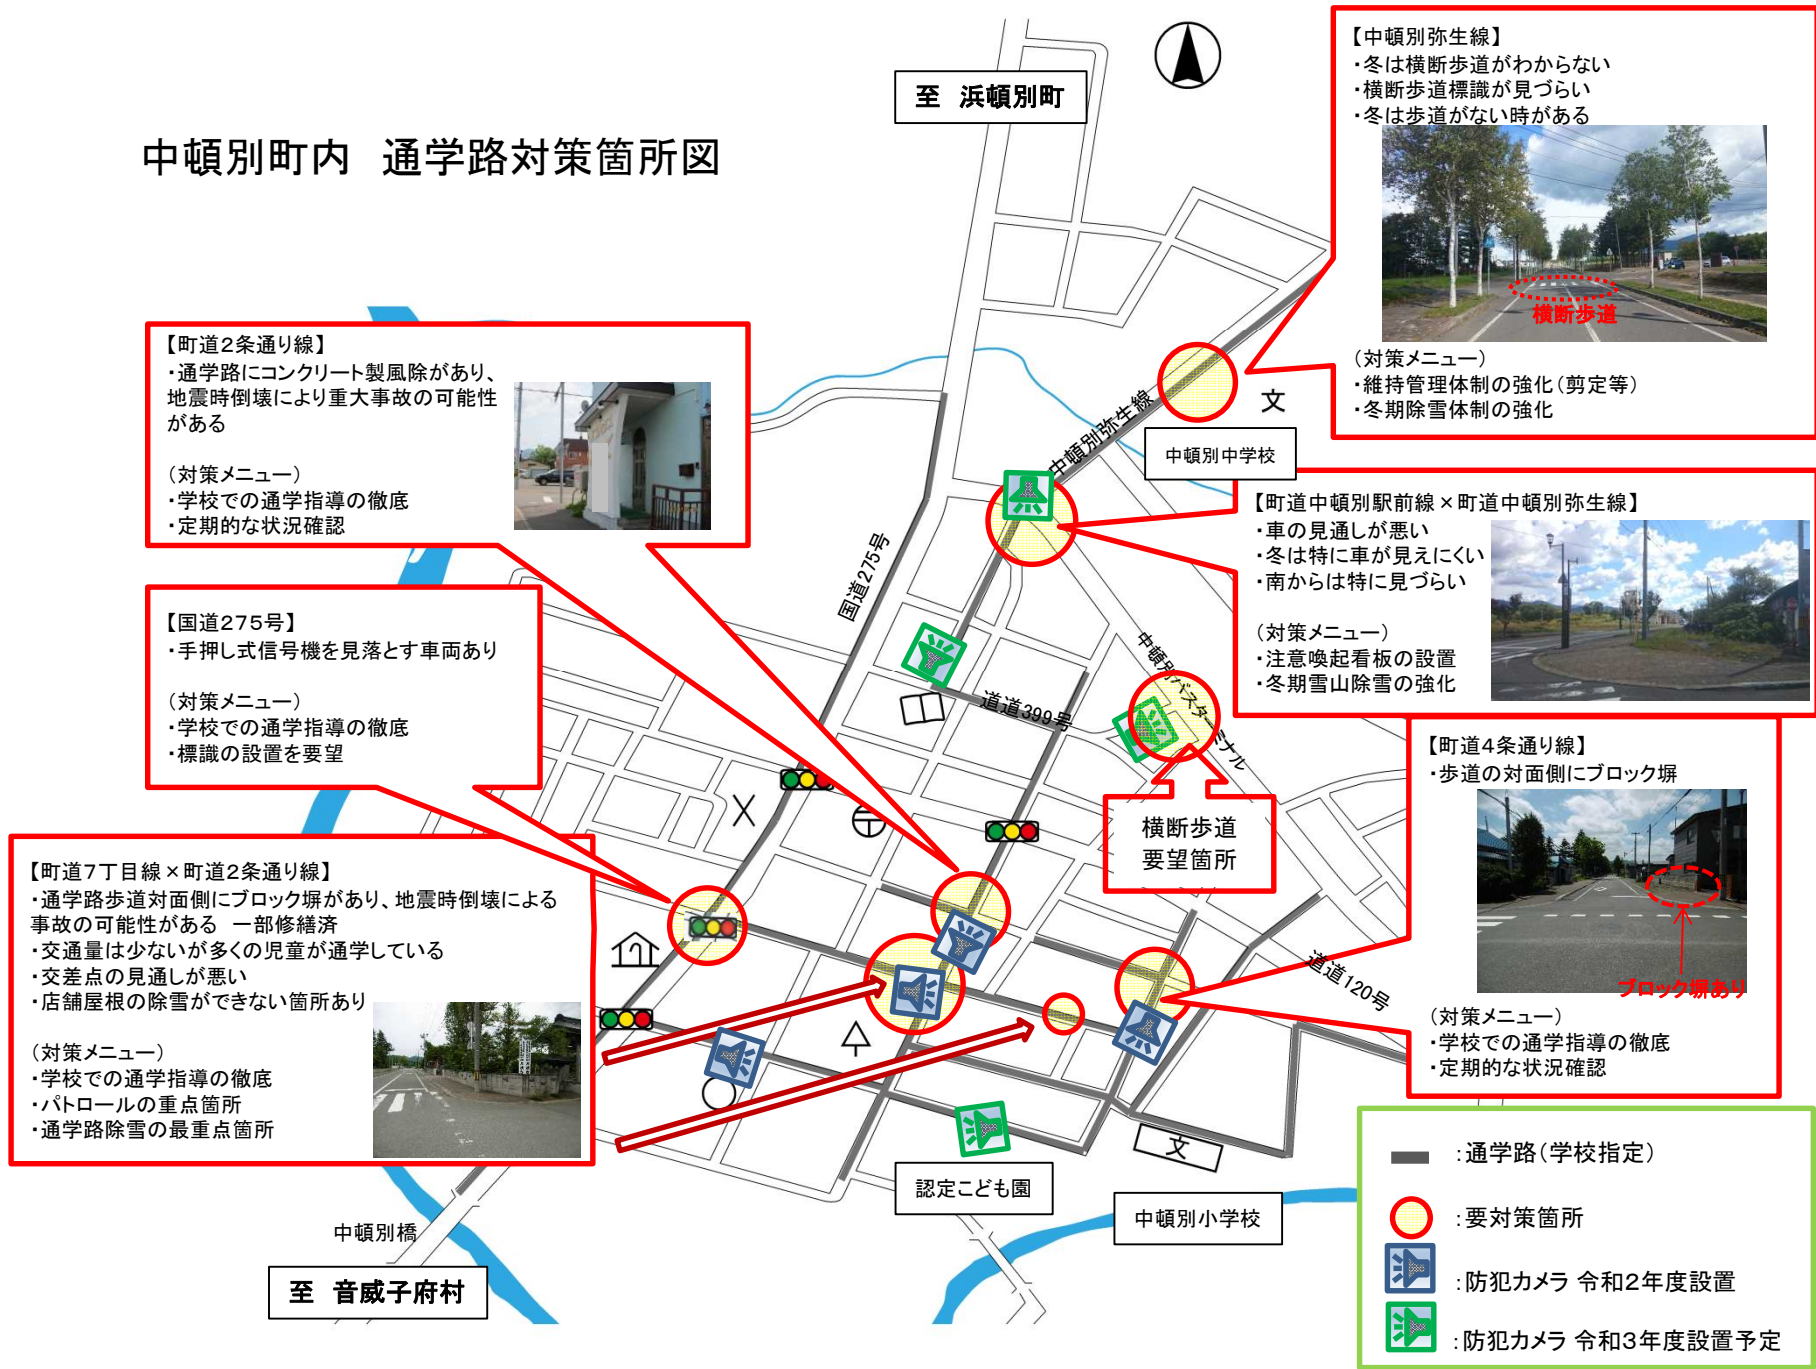 中頓別町内 通学路対策箇所図
至 浜頓別町
【中頓別弥生線】
・冬は横断歩道がわからない
・横断歩道標識が見づらい
・冬は歩道がない時がある
横断歩道
(対策メニュー)
・維持管理体制の強化(剪定等)
・冬期除雪体制の強化
【町道2条通り線】
・通学路にコンクリート製風除があり、
地震時倒壊により重大事故の可能性
がある
(対策メニュー)
・学校での通学指導の徹底
・定期的な状況確認
文
中頓別中学校
中頓別弥生線
【町道中頓別駅前線×町道中頓別弥生線】
・車の見通しが悪い
・冬は特に車が見えにくい
・南からは特に見づらい
(対策メニュー)
・注意喚起看板の設置
・冬期雪山除雪の強化
国道275号
【国道275号】
・手押し式信号機を見落とす車両あり
(対策メニュー)
・学校での通学指導の徹底
・標識の設置を要望
中頓別バスターミナル
道道399号
横断歩道
要望箇所
【町道4条通り線】
・歩道の対面側にブロック塀
ブロック塀あり
(対策メニュー)
・学校での通学指導の徹底
・定期的な状況確認
【町道7丁目線×町道2条通り線】
・通学路歩道対面側にブロック塀があり、地震時倒壊による
事故の可能性がある 一部修繕済
・交通量は少ないが多くの児童が通学している
・交差点の見通しが悪い
・店舗屋根の除雪ができない箇所あり
(対策メニュー)
・学校での通学指導の徹底
・パトロールの重点箇所
・通学路除雪の最重点箇所
道道120号
文
認定こども園
中頓別小学校
中頓別橋
至 音威子府村
:通学路(学校指定)
:要対策箇所
:防犯カメラ 令和2年度設置
:防犯カメラ 令和3年度設置予定